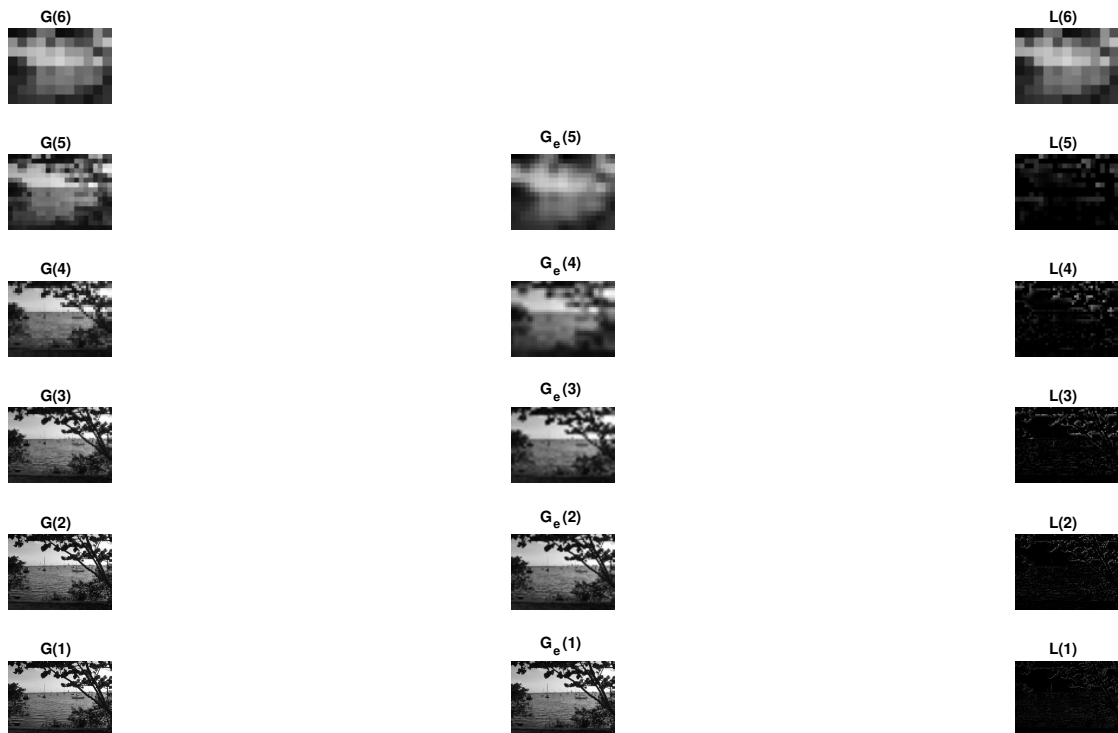 G(6) L(6)
G(5) G_e(5) L(5)
G(4) G_e(4) L(4)
G(3) G_e(3) L(3)
G(2) G_e(2) L(2)
G(1) G_e(1) L(1)